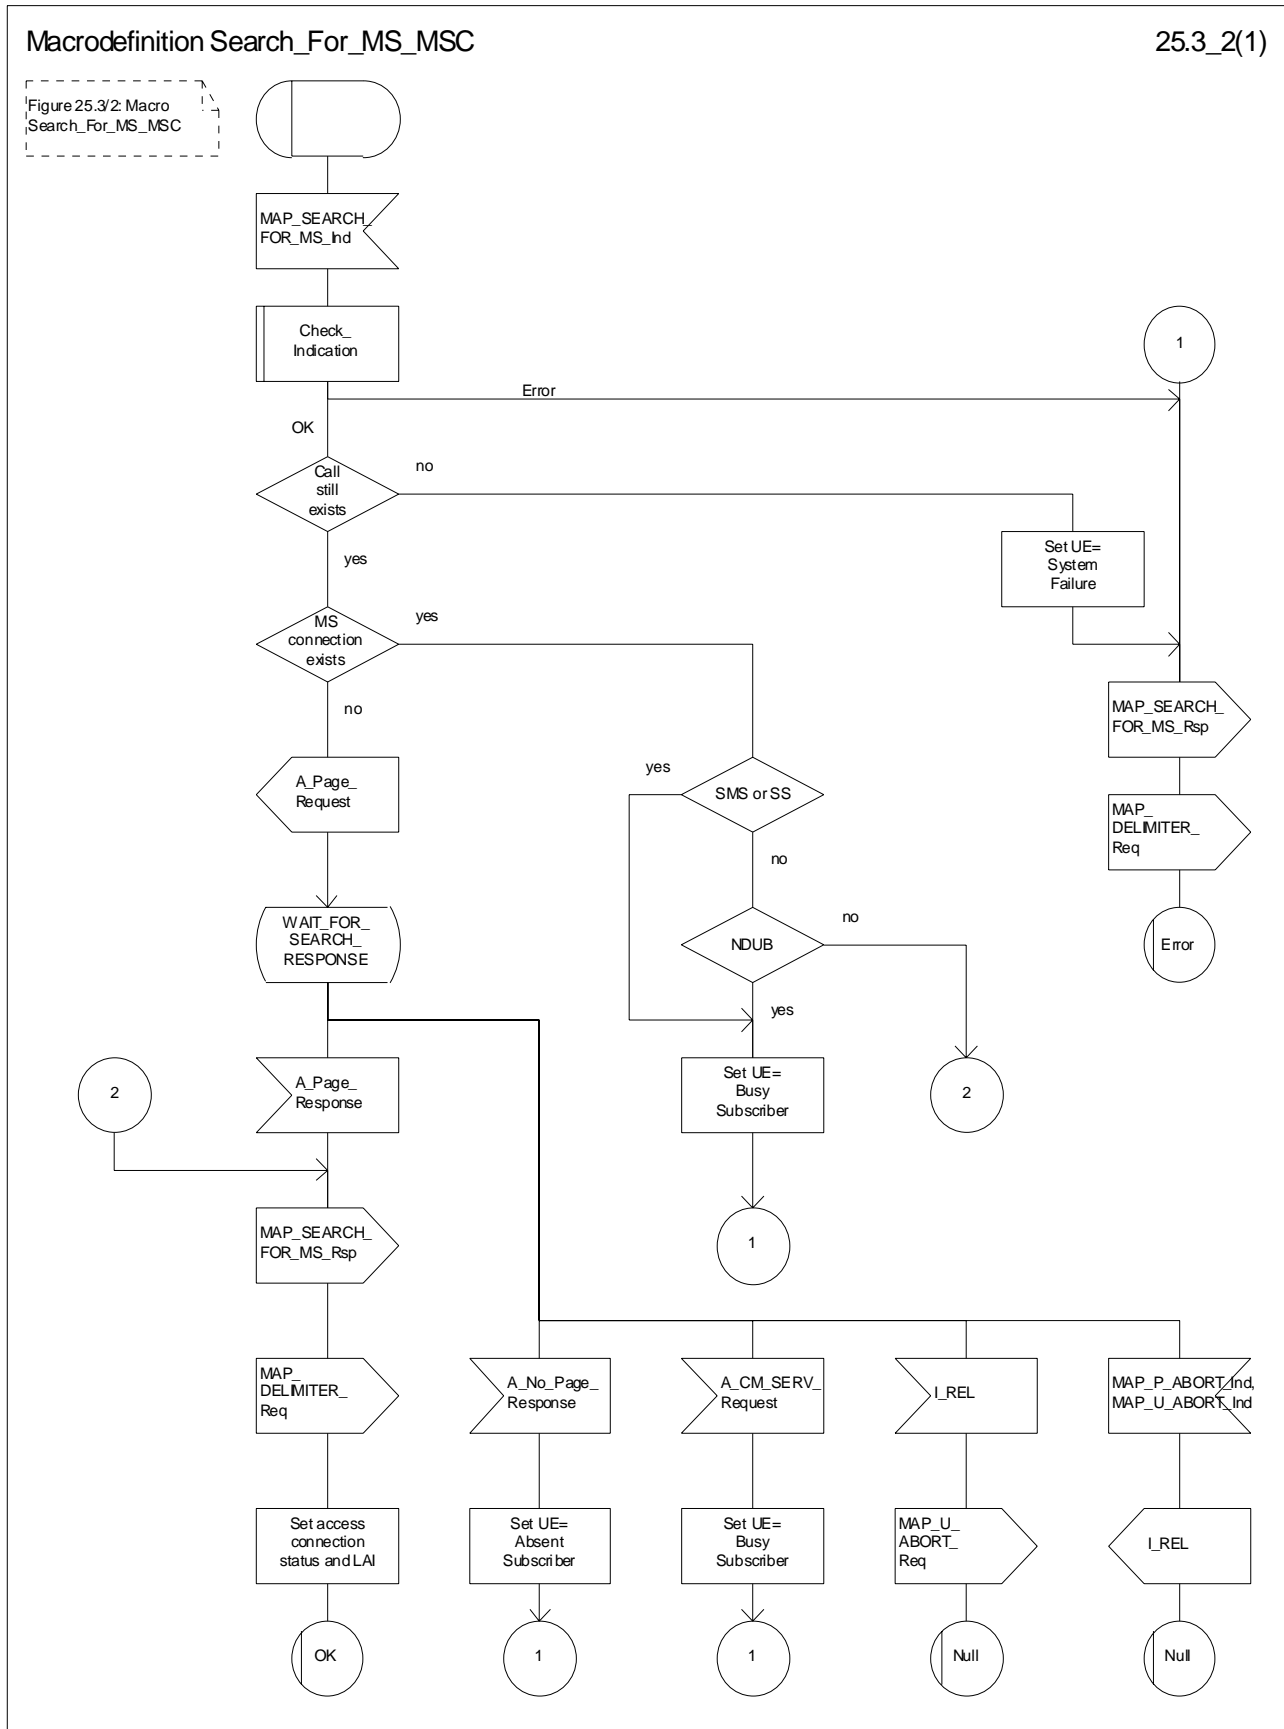 Macrodefinition Search_For_MS_MSC
25.3_2(1)
Figure 25.3/2: Macro
Search_For_MS_MSC
MAP_SEARCH_
FOR_MS_Ind
Check_
Indication
1
Error
OK
Call
still
exists
no
Set UE=
System
Failure
yes
MS
connection
exists
yes
no
MAP_SEARCH_
FOR_MS_Rsp
A_Page_
Request
yes
SMS or SS
MAP_
DELIMITER_
Req
no
WAIT_FOR_
SEARCH_
RESPONSE
NDUB
no
Error
yes
2
A_Page_
Response
Set UE=
Busy
Subscriber
2
MAP_SEARCH_
FOR_MS_Rsp
1
MAP_
DELIMITER_
Req
A_No_Page_
Response
A_CM_SERV_
Request
I_REL
MAP_P_ABORT_Ind,
MAP_U_ABORT_Ind
Set access
connection
status and LAI
Set UE=
Absent
Subscriber
Set UE=
Busy
Subscriber
MAP_U_
ABORT_
Req
I_REL
OK
1
1
Null
Null